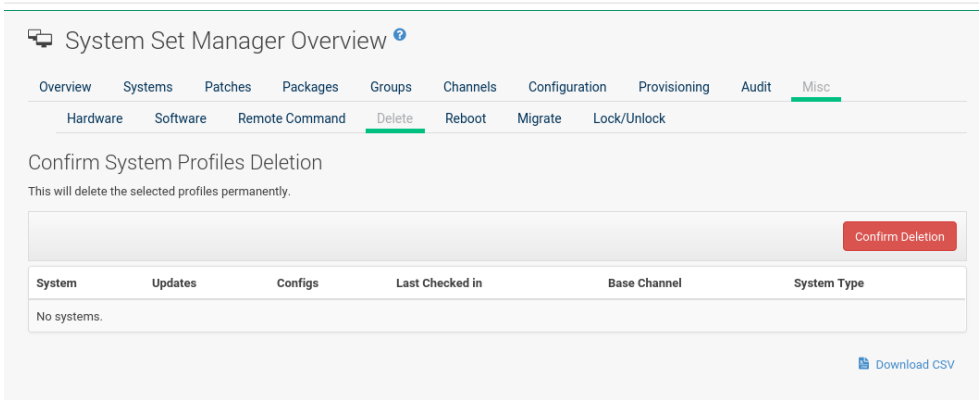 System Set Manager Overview ?
Overview Systems Patches Packages Groups Channels Configuration Provisioning Audit Misc
Hardware Software Remote Command Delete Reboot Migrate Lock/Unlock
Confirm System Profiles Deletion
This will delete the selected profiles permanently.
Confirm Deletion
System Updates Configs Last Checked in Base Channel System Type
No systems.
Download CSV